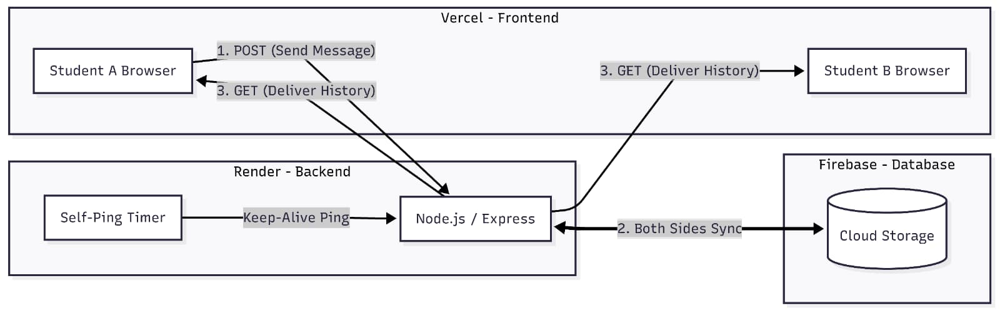 Vercel - Frontend
Student A Browser
1. POST (Send Message)
3. GET (Deliver History)
3. GET (Deliver History)
Student B Browser
Render - Backend
Self-Ping Timer
Keep-Alive Ping
Node.js / Express
2. Both Sides Sync
Firebase - Database
Cloud Storage